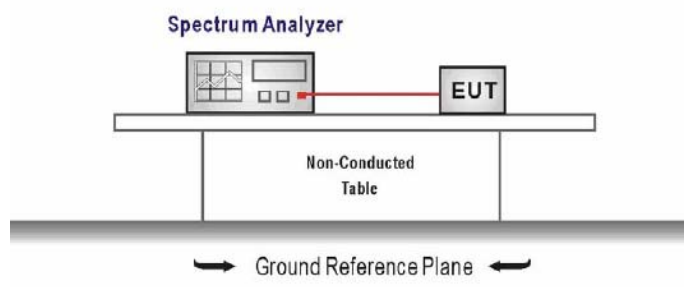 Spectrum Analyzer
EUT
Non-Conducted
Table
Ground Reference Plane